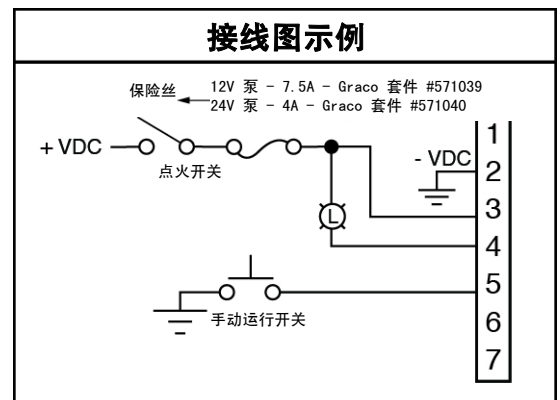 接线图示例
保险丝
12V 泵 - 7.5A - Graco 套件 #571039
24V 泵 - 4A - Graco 套件 #571040
+ VDC
点火开关
- VDC
L
手动运行开关
1
2
3
4
5
6
7